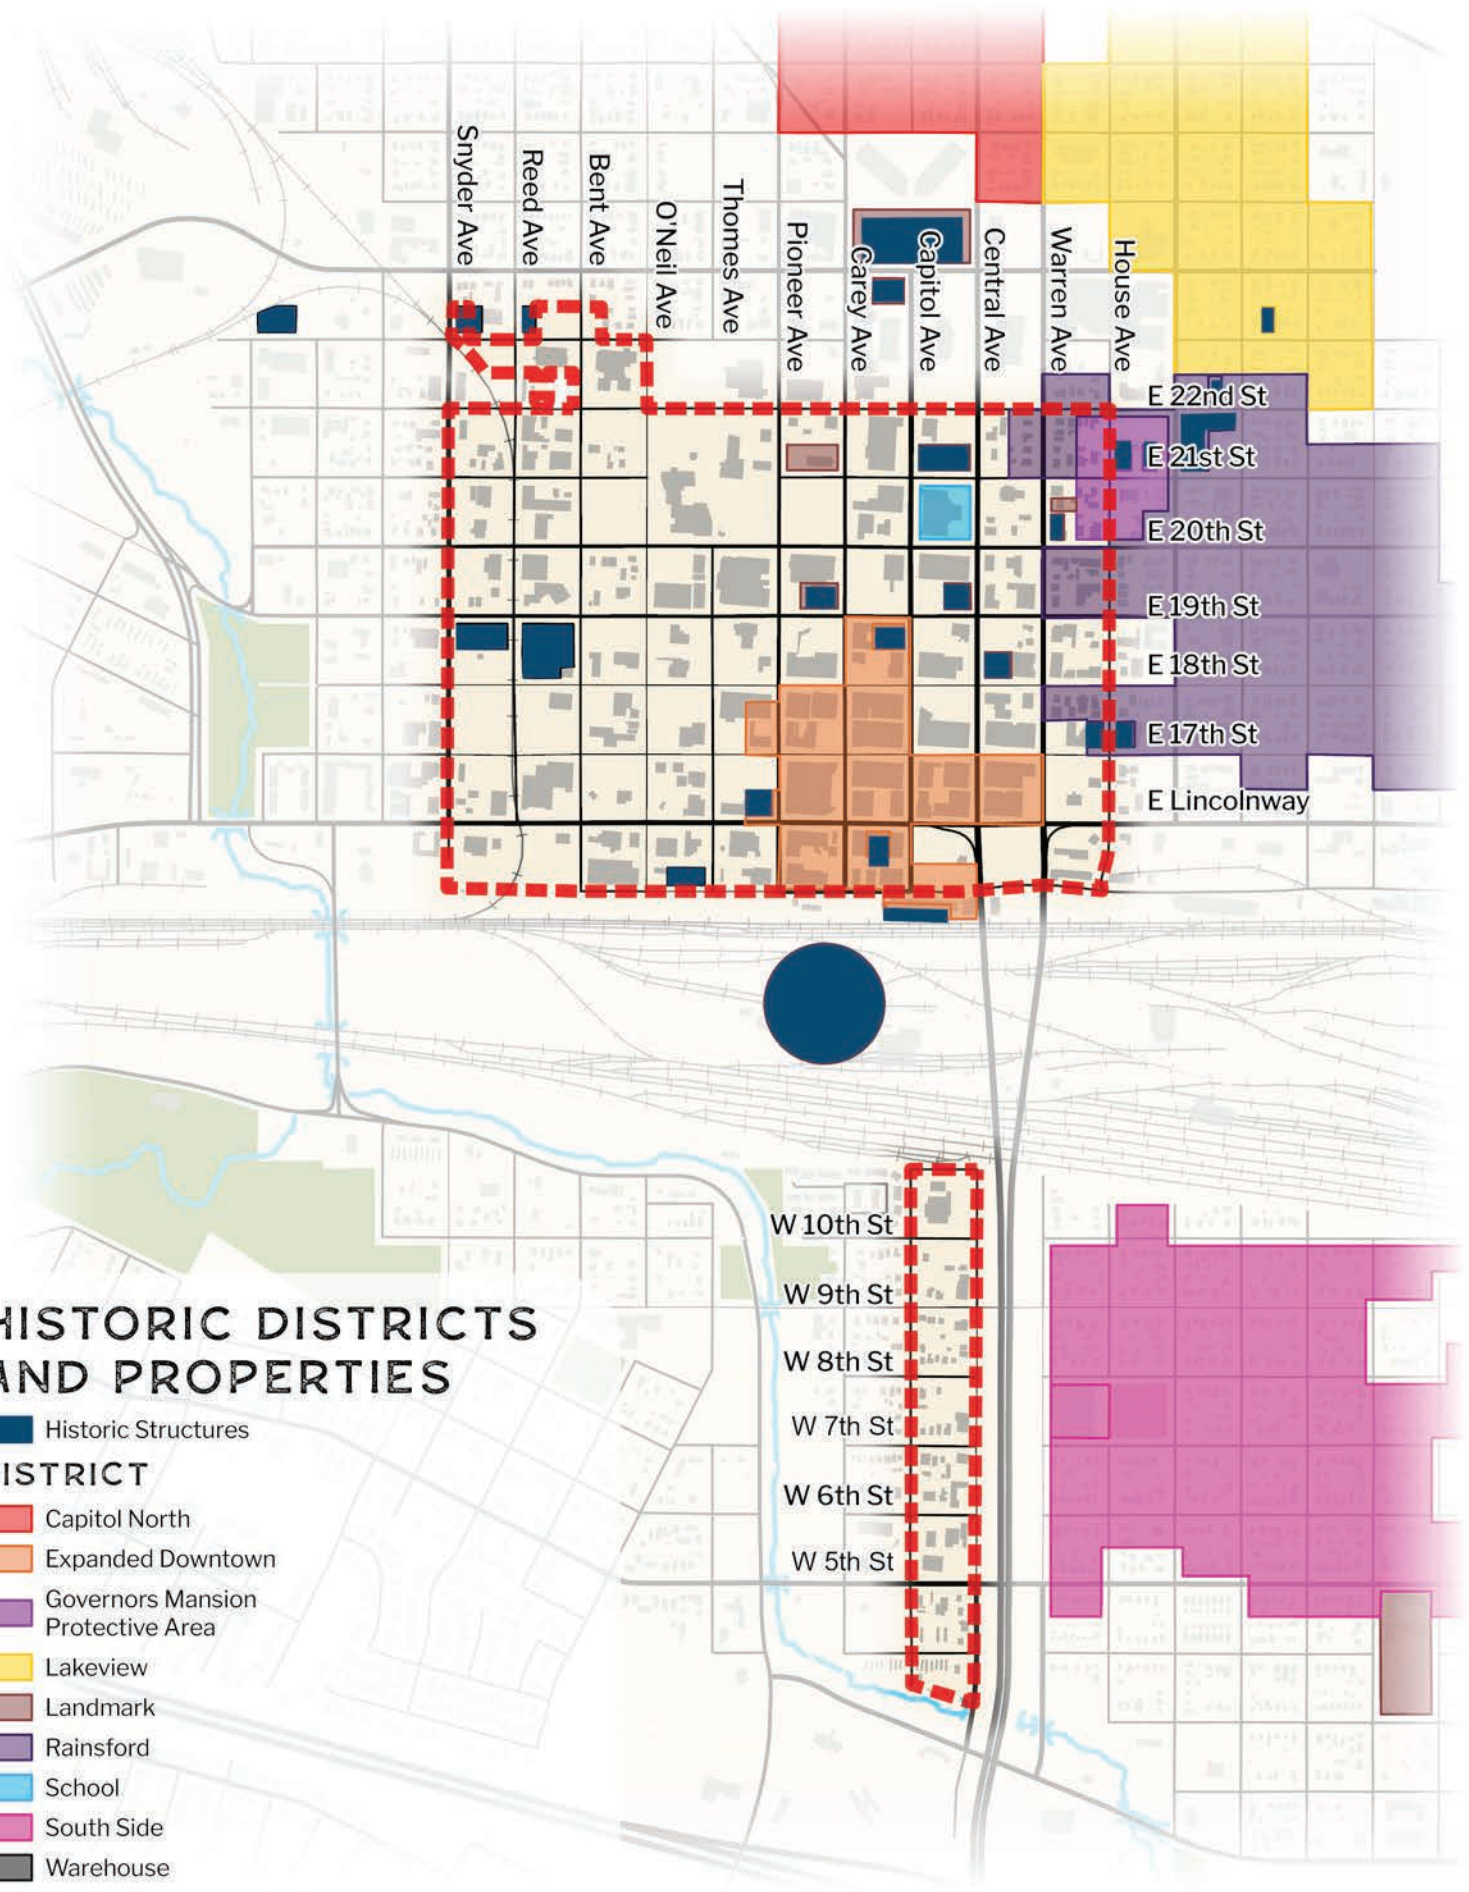 Snyder Ave
Reed Ave
Bent Ave
O'Neil Ave
Thomes Ave
Pioneer Ave
Carey Ave
Capitol Ave
Central Ave
Warren Ave
House Ave
E 22nd St
E 21st St
E 20th St
E 19th St
E 18th St
E 17th St
E Lincolnway
W 10th St
W 9th St
W 8th St
W 7th St
W 6th St
W 5th St
HISTORIC DISTRICTS
AND PROPERTIES
Historic Structures
ISTRICT
Capitol North
Expanded Downtown
Governors Mansion
Protective Area
Lakeview
Landmark
Rainsford
School
South Side
Warehouse